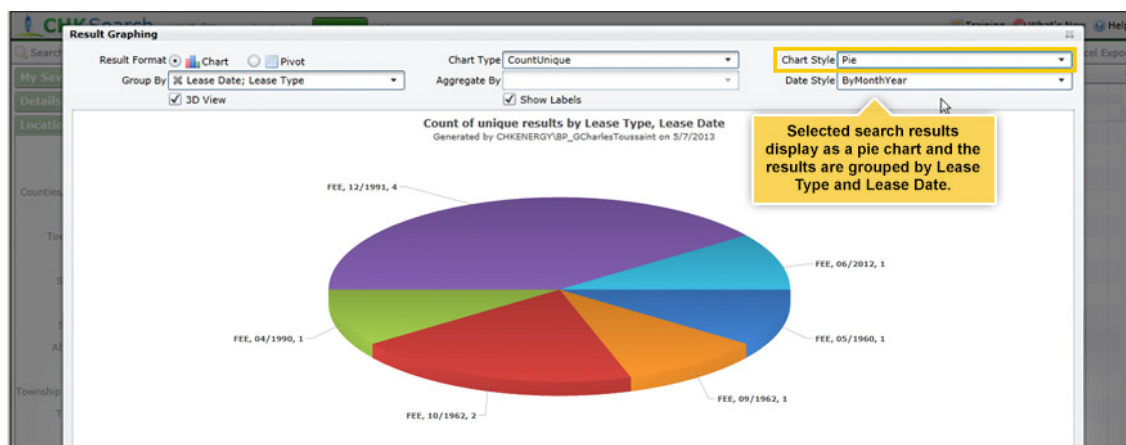 CHKSearch
Training What's New Help
Result Graphing
Search
Result Format Chart Pivot
Chart Type CountUnique
Chart Style Pie
Group By ⌘ Lease Date; Lease Type
Aggregate By
Date Style ByMonthYear
3D View
Show Labels
My Sav
Details
Locatio
Counties
Township
Count of unique results by Lease Type, Lease Date
Generated by CHKENERGY\BP_GCharlesToussaint on 5/7/2013
Selected search results
display as a pie chart and the
results are grouped by Lease
Type and Lease Date.
FEE, 12/1991, 4
FEE, 06/2012, 1
FEE, 04/1990, 1
FEE, 05/1960, 1
FEE, 09/1962, 1
FEE, 10/1962, 2